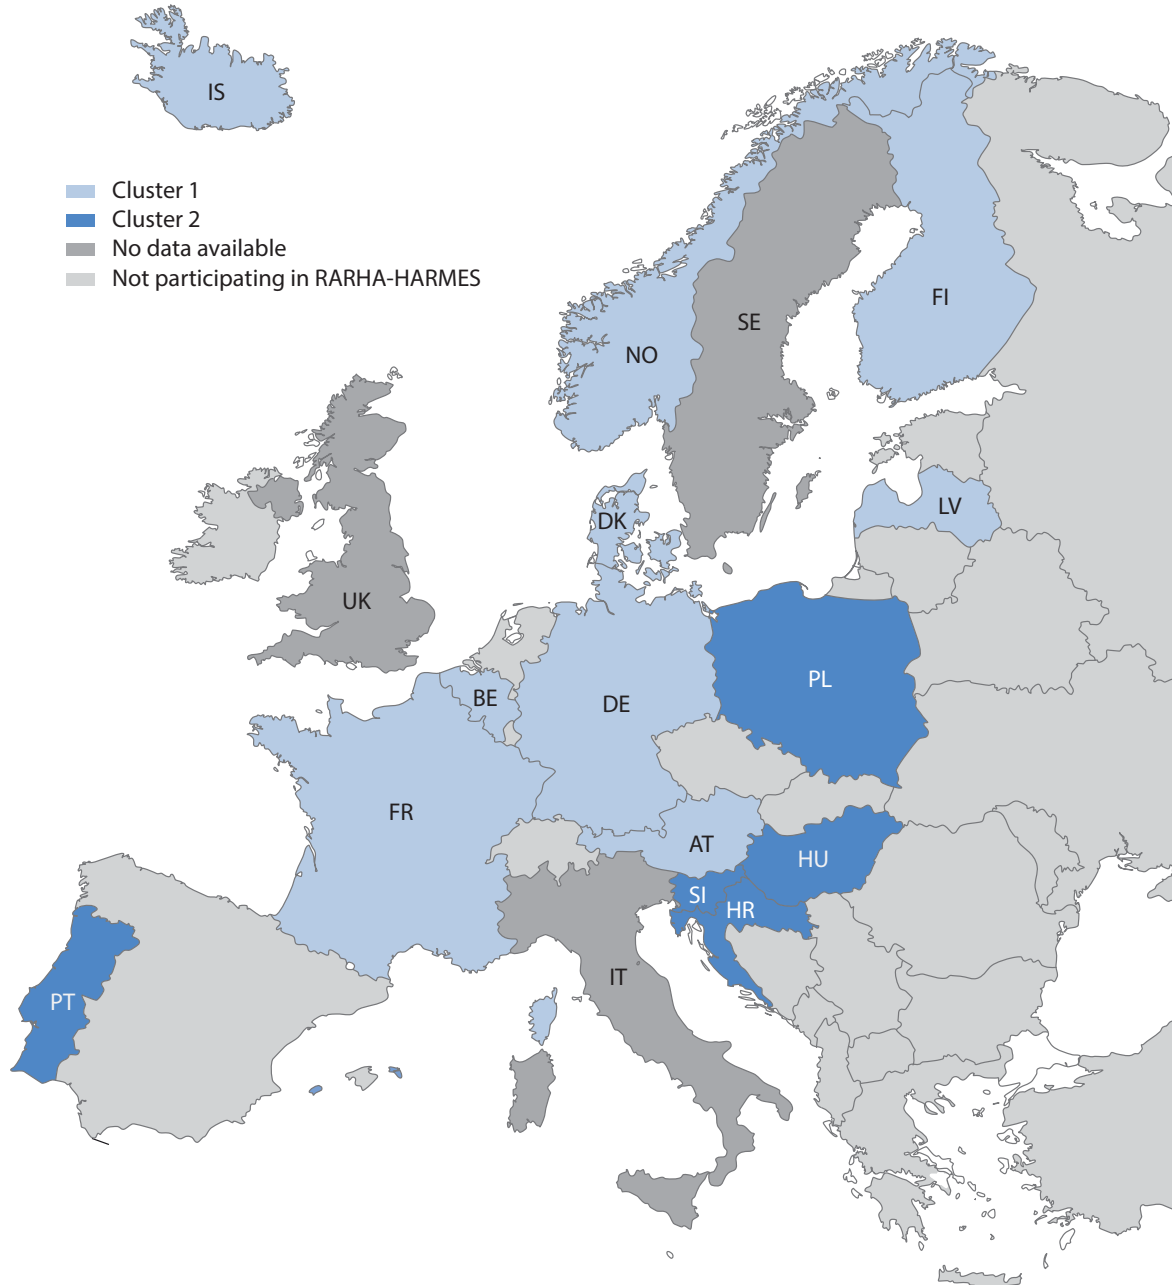 IS
Cluster 1
Cluster 2
No data available
Not participating in RARHA-HARMES
FI
SE
NO
LV
DK
UK
PL
BE
DE
FR
AT
HU
SI
HR
IT
PT